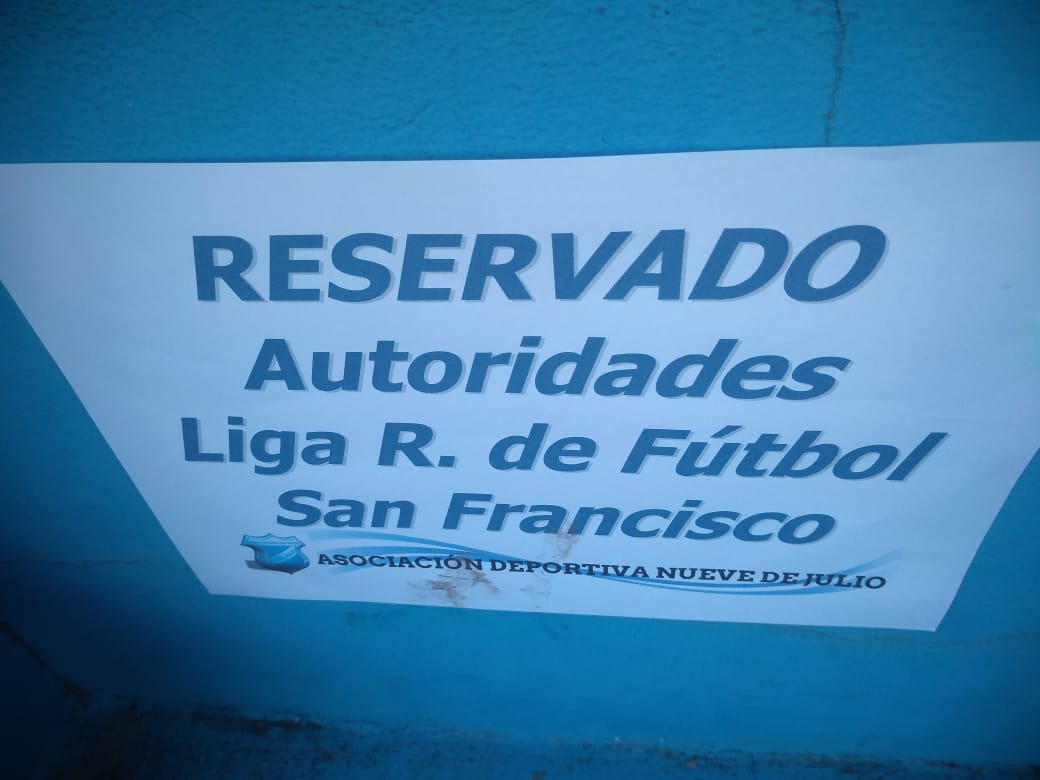 RESERVADO
Autoridades
Liga R. de Fútbol
San Francisco
ASOCIACIÓN DEPORTIVA NUEVE DE JULIO